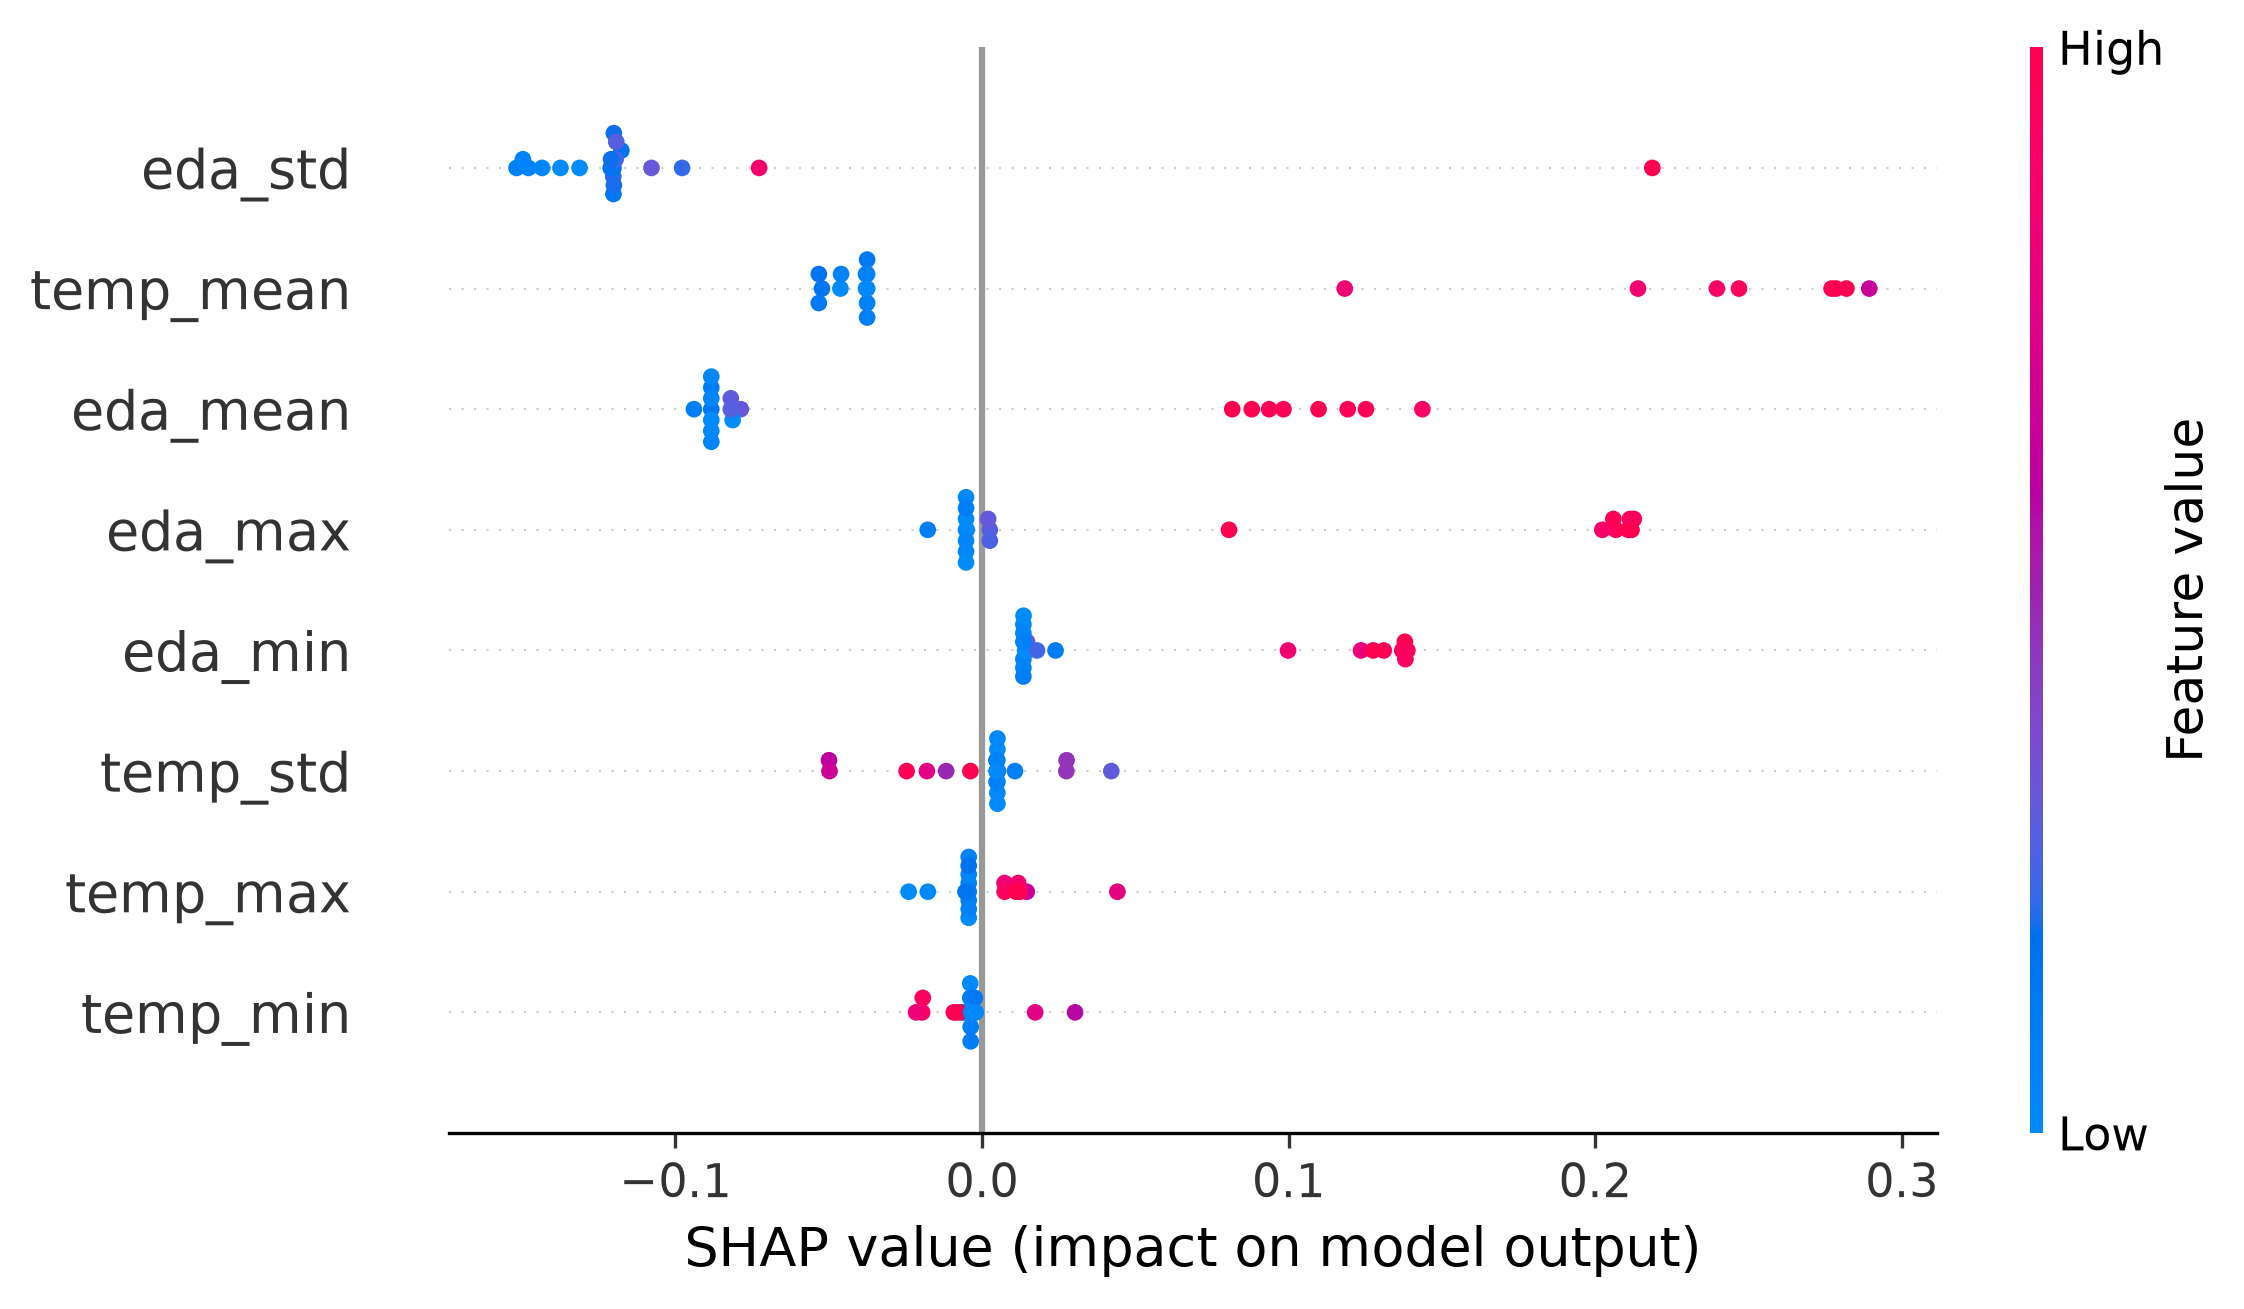 High
eda_std
temp_mean
eda_mean
eda_max
eda_min
temp_std
temp_max
temp_min
Feature value
Low
−0.1 0.0 0.1 0.2 0.3
SHAP value (impact on model output)